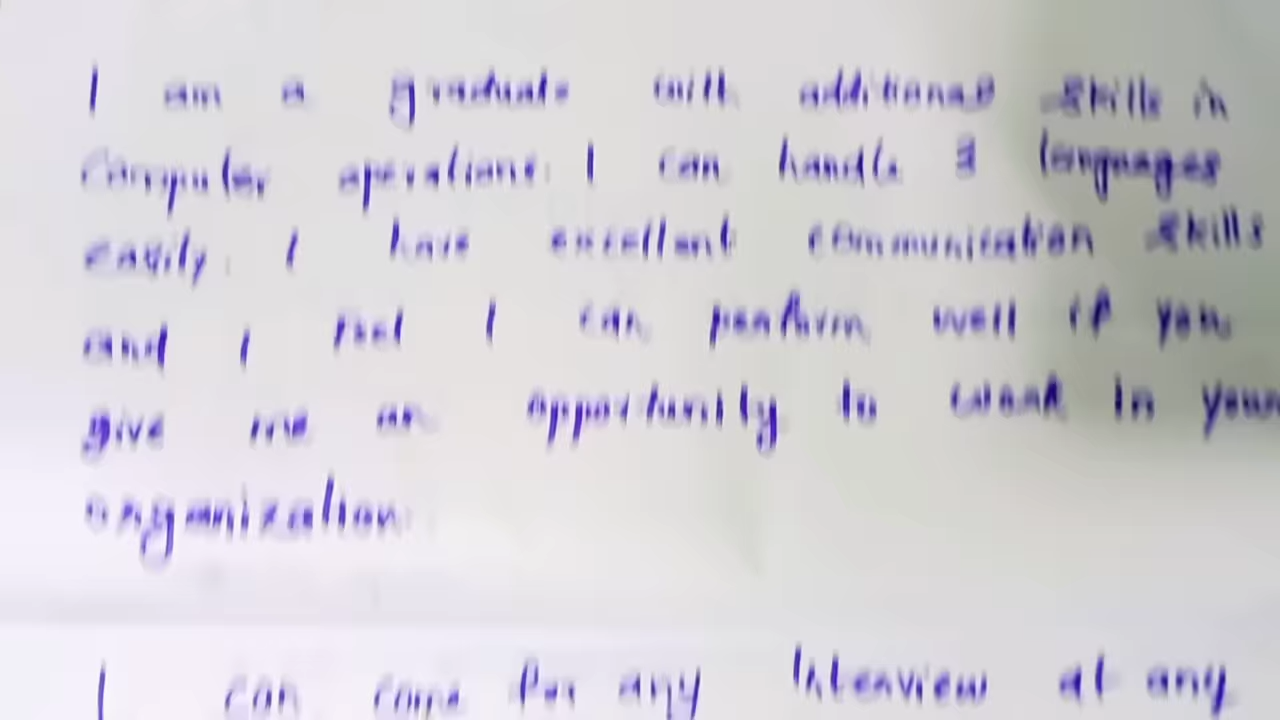 I am a graduate with additional skills in
computer operations. I can handle 3 languages
easily. I have excellent communication skills
and I feel I can perform well if you
give me an opportunity to work in your
organization.
I can come for any Interview at any